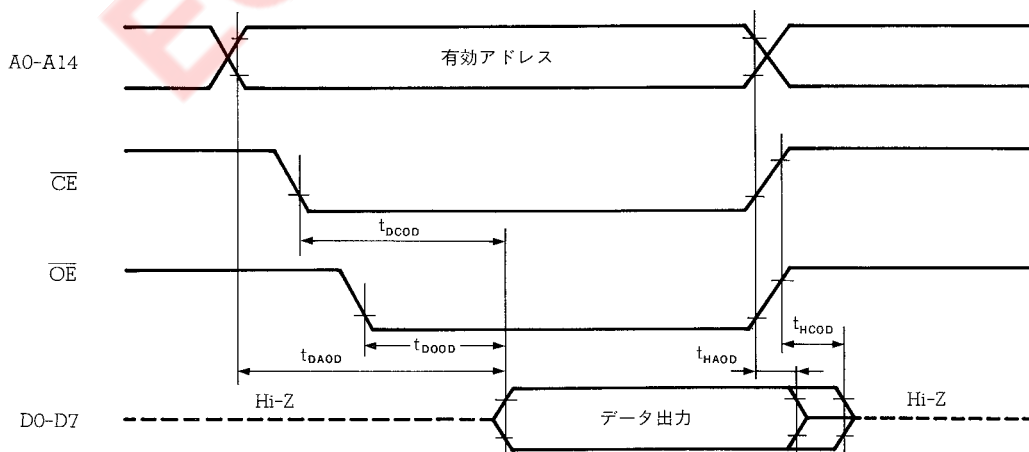 A0-A14
有効アドレス
CE
tDCOD
OE
tDOOD
tDAOD
tHCOD
tHAOD
D0-D7
Hi-Z
データ出力
Hi-Z